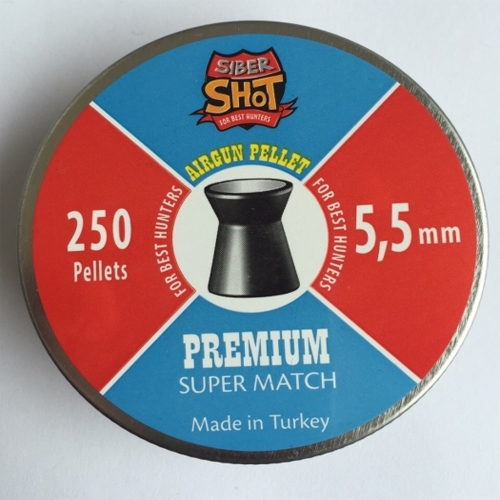 SIBER
SHOT
FOR BEST HUNTERS
AIRGUN PELLET
FOR BEST HUNTERS
FOR BEST HUNTERS
250
Pellets
5,5 mm
PREMIUM
SUPER MATCH
Made in Turkey